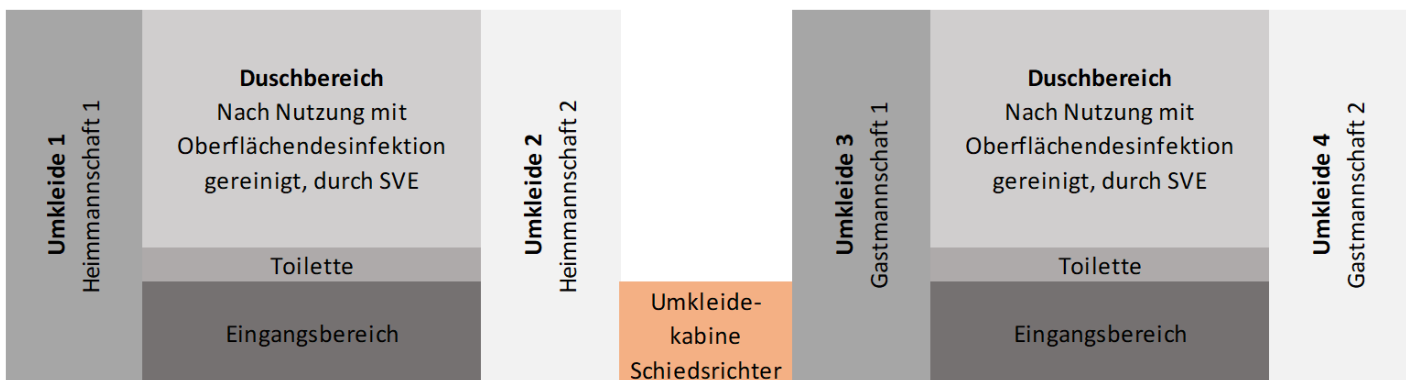 Umkleide 1
Heimmannschaft 1
Duschbereich
Nach Nutzung mit
Oberflächendesinfektion
gereinigt, durch SVE
Toilette
Eingangsbereich
Umkleide 2
Heimmannschaft 2
Umkleide-
kabine
Schiedsrichter
Umkleide 3
Gastmannschaft 1
Duschbereich
Nach Nutzung mit
Oberflächendesinfektion
gereinigt, durch SVE
Toilette
Eingangsbereich
Umkleide 4
Gastmannschaft 2